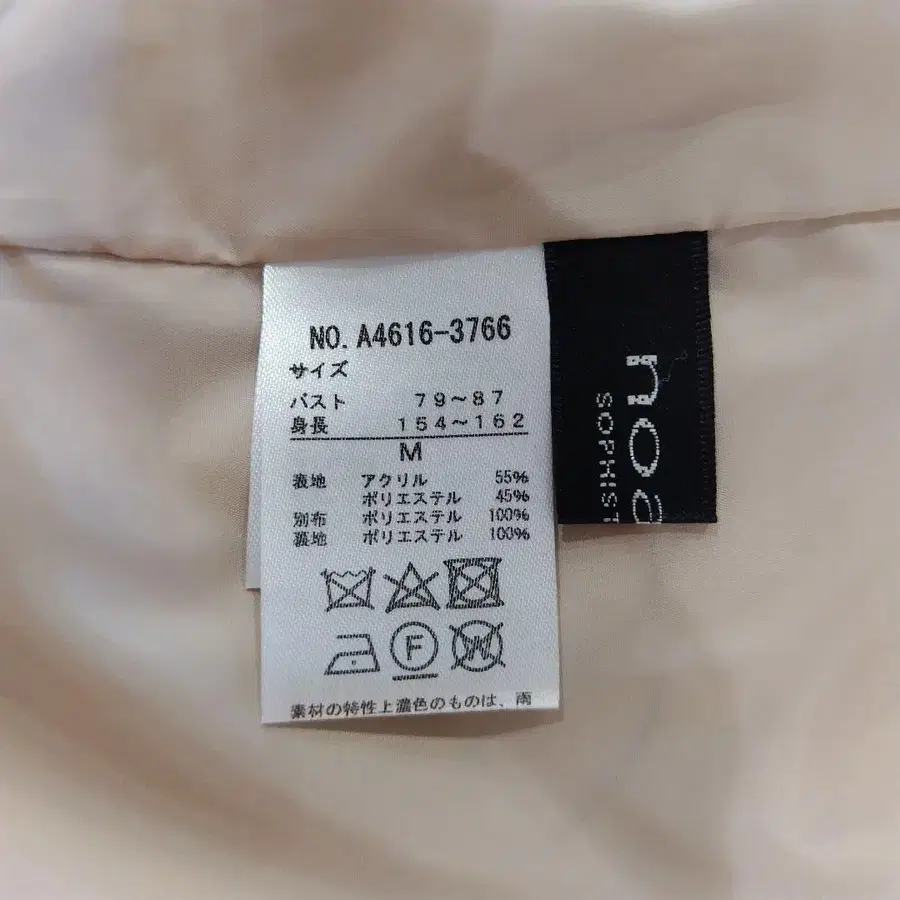 NO. A4616-3766
サイズ
バスト 79～87
身長 154～162
M
表地 アクリル 55%
ポリエステル 45%
別布 ポリエステル 100%
裏地 ポリエステル 100%
F
W
素材の特性上濃色のものは、雨
noa
SOPHIST